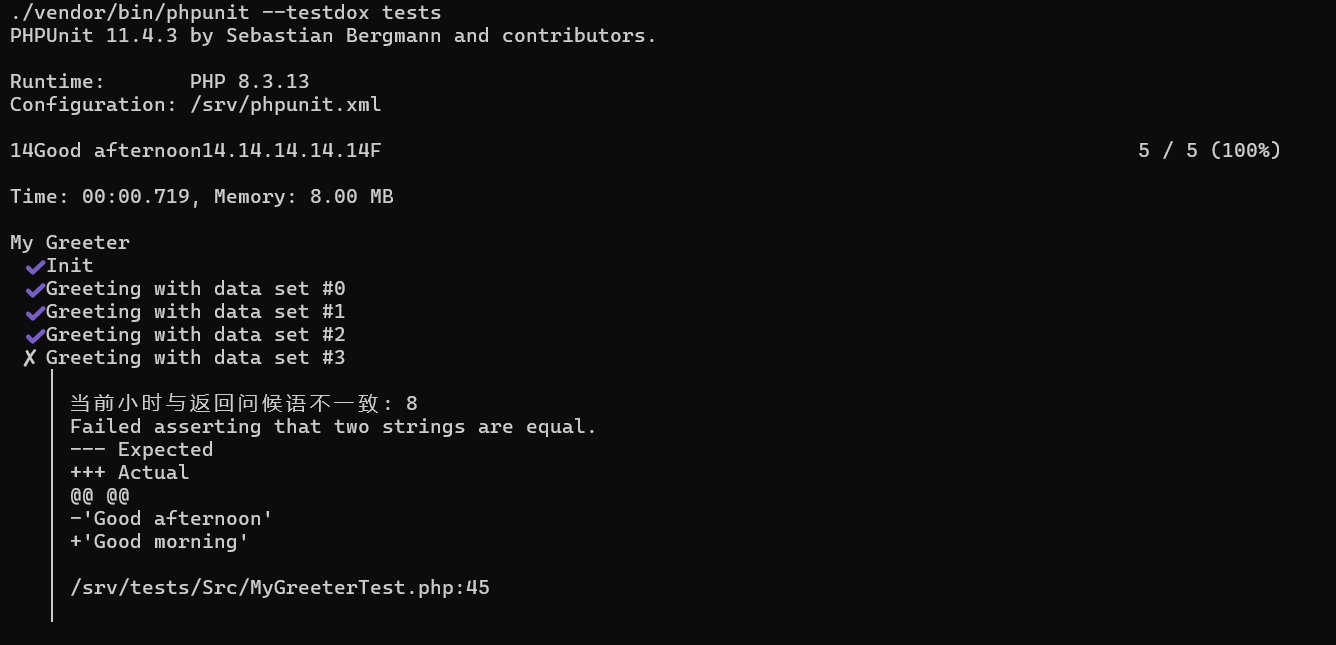 ./vendor/bin/phpunit --testdox tests
PHPUnit 11.4.3 by Sebastian Bergmann and contributors.
Runtime:       PHP 8.3.13
Configuration: /srv/phpunit.xml
14Good afternoon14.14.14.14.14F 5 / 5 (100%)
Time: 00:00.719, Memory: 8.00 MB
My Greeter
✔Init
✔Greeting with data set #0
✔Greeting with data set #1
✔Greeting with data set #2
✗ Greeting with data set #3
当前小时与返回问候语不一致: 8
Failed asserting that two strings are equal.
--- Expected
+++ Actual
@@ @@
-'Good afternoon'
+'Good morning'
/srv/tests/Src/MyGreeterTest.php:45